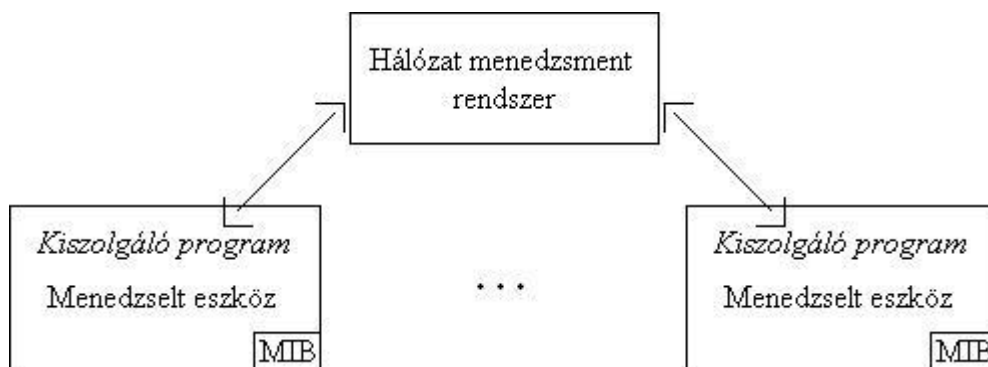 Hálózat menedzsment
rendszer
Kiszolgáló program
Menedzselt eszköz
MIB
...
Kiszolgáló program
Menedzselt eszköz
MIB